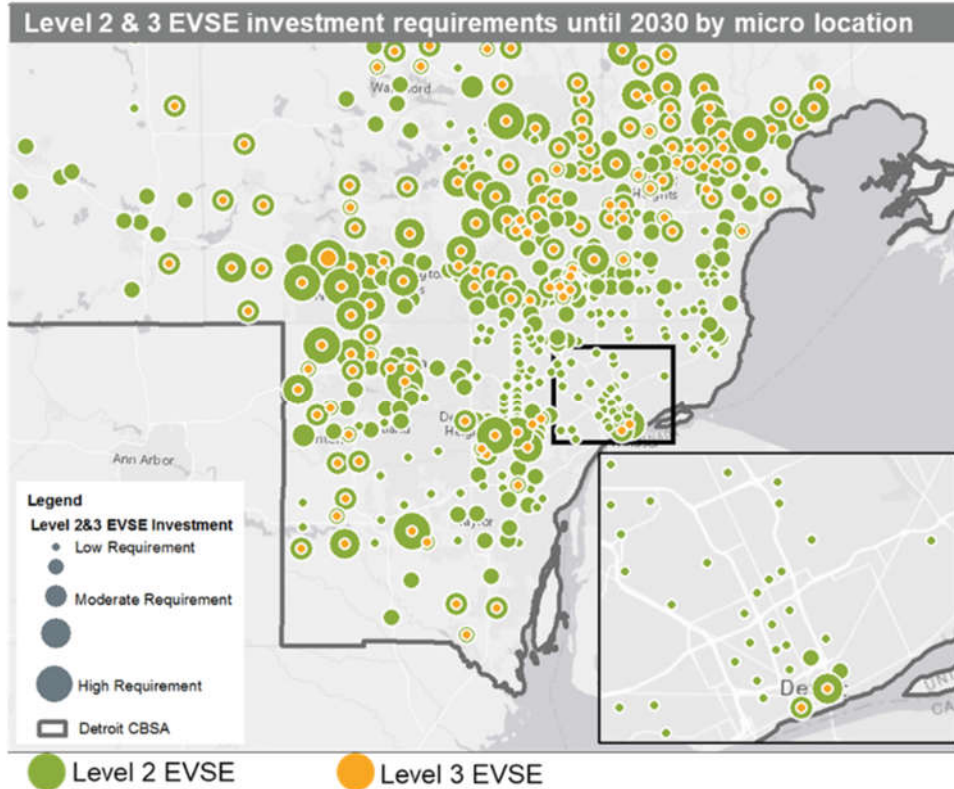 Level 2 & 3 EVSE investment requirements until 2030 by micro location
Heights
Ann Arbor
Legend
Level 2&3 EVSE Investment
Low Requirement
Moderate Requirement
High Requirement
Detroit CBSA
Level 2 EVSE
Level 3 EVSE